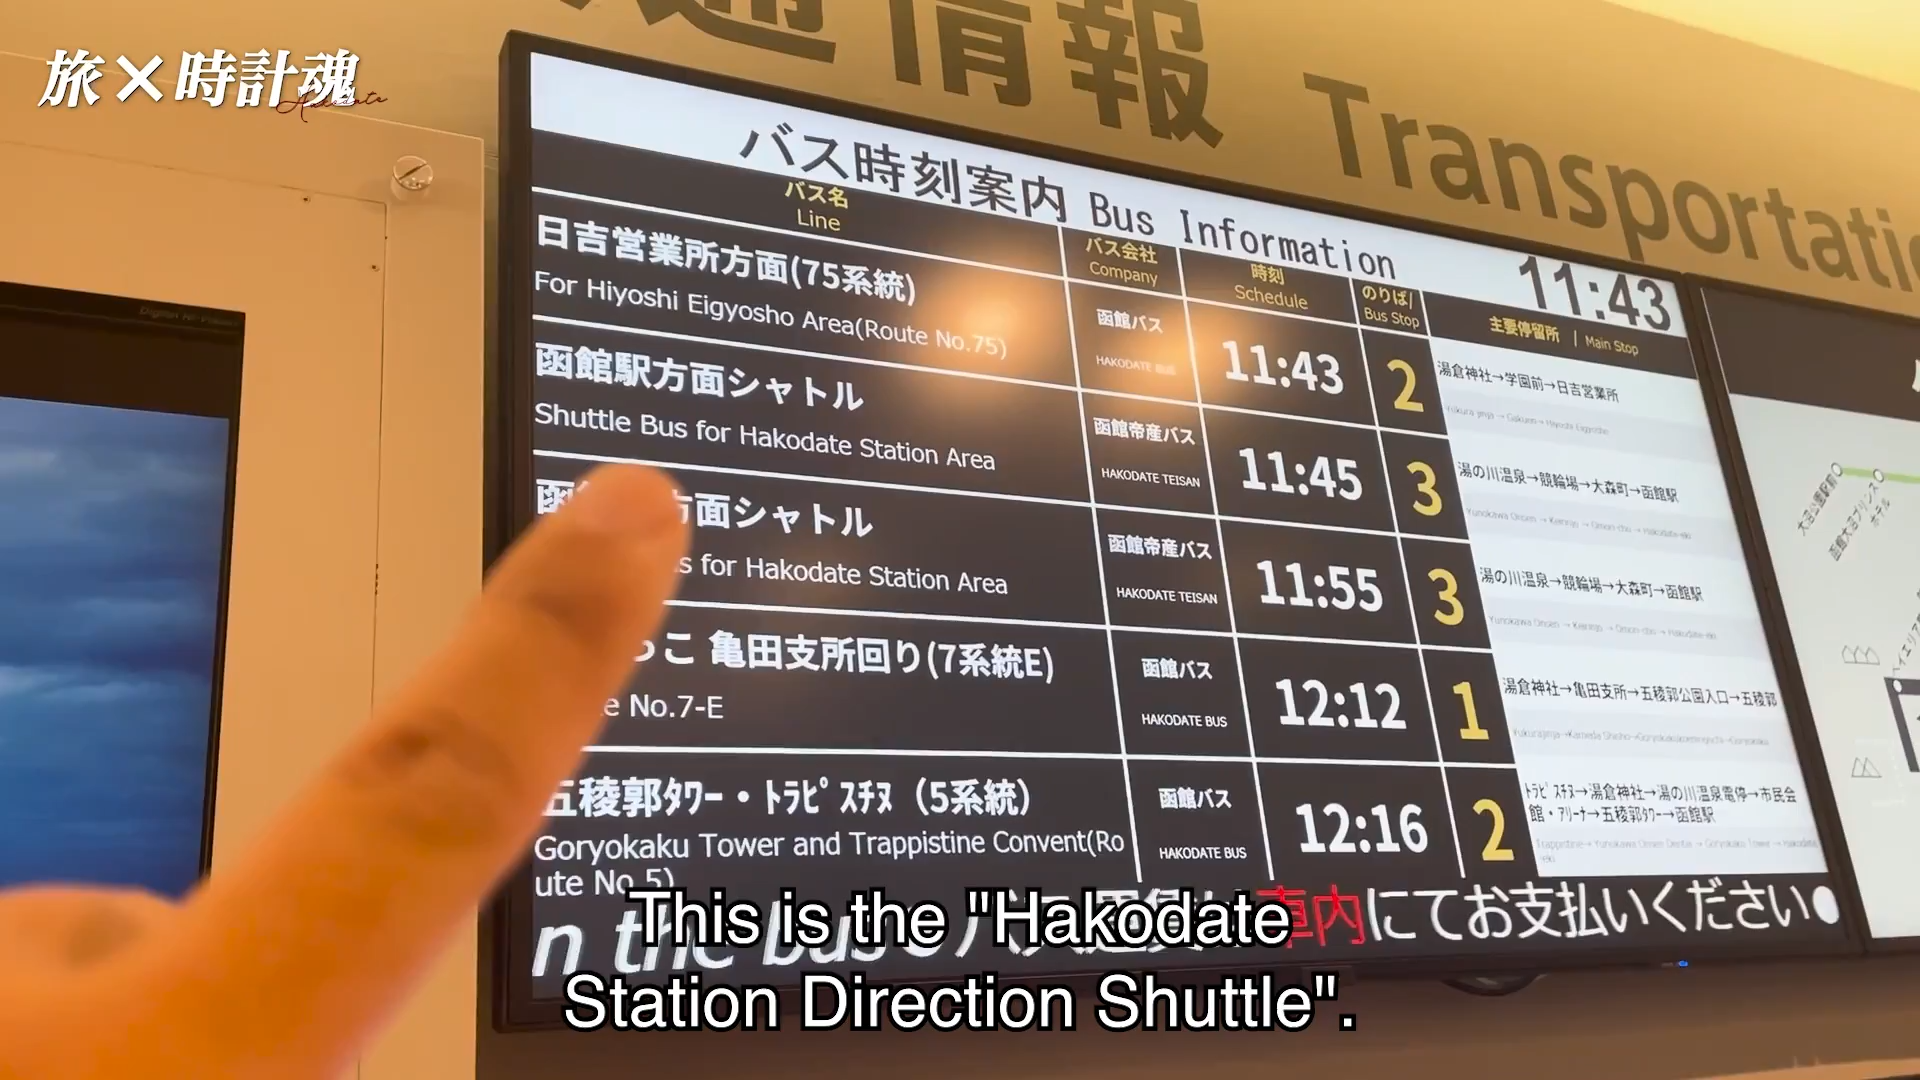 旅×時計魂
Hakodate
情報
Transportati
バス時刻案内 Bus Information
11:43
バス名
Line
バス会社
Company
時刻
Schedule
のりば/
Bus Stop
主要停留所 | Main Stop
日吉営業所方面(75系統)
For Hiyoshi Eigyosho Area(Route No.75)
函館バス
HAKODATE
11:43
2
湯倉神社→学園前→日吉営業所
函館駅方面シャトル
Shuttle Bus for Hakodate Station Area
函館帝産バス
HAKODATE TEISAN
11:45
3
湯の川温泉→競輪場→大森町→函館駅
方面シャトル
for Hakodate Station Area
函館帝産バス
HAKODATE TEISAN
11:55
3
湯の川温泉→競輪場→大森町→函館駅
っこ 亀田支所回り(7系統E)
No.7-E
函館バス
HAKODATE BUS
12:12
1
湯倉神社→亀田支所→五稜郭公園入口→五稜郭
五稜郭ﾀﾜｰ・ﾄﾗﾋﾟｽﾁﾇ（5系統）
Goryokaku Tower and Trappistine Convent(Ro
ute No.5)
函館バス
HAKODATE BUS
12:16
2
ﾄﾗﾋﾟｽﾁﾇ→湯倉神社→湯の川温泉電停→市民会
館・ｱﾘｰﾅ→五稜郭ﾀﾜｰ→函館駅
n the bus
車内にてお支払いください●
This is the "Hakodate
Station Direction Shuttle".